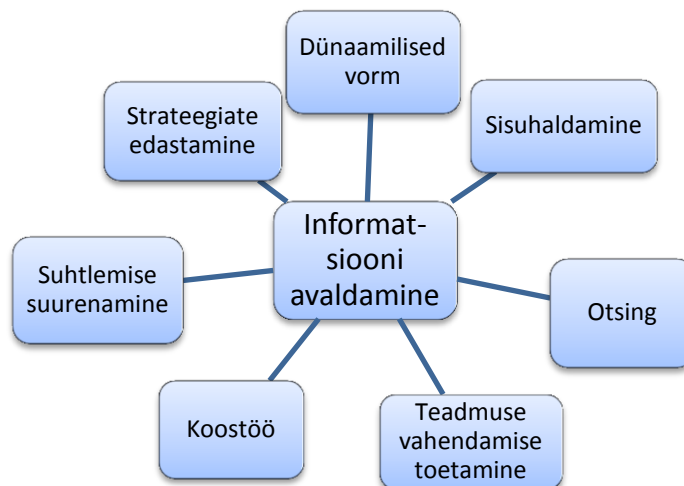 Dünaamilised
vorm
Strateegiate
edastamine
Sisuhaldamine
Informat-
siooni
avaldamine
Suhtlemise
suurenamine
Otsing
Koostöö
Teadmuse
vahendamise
toetamine